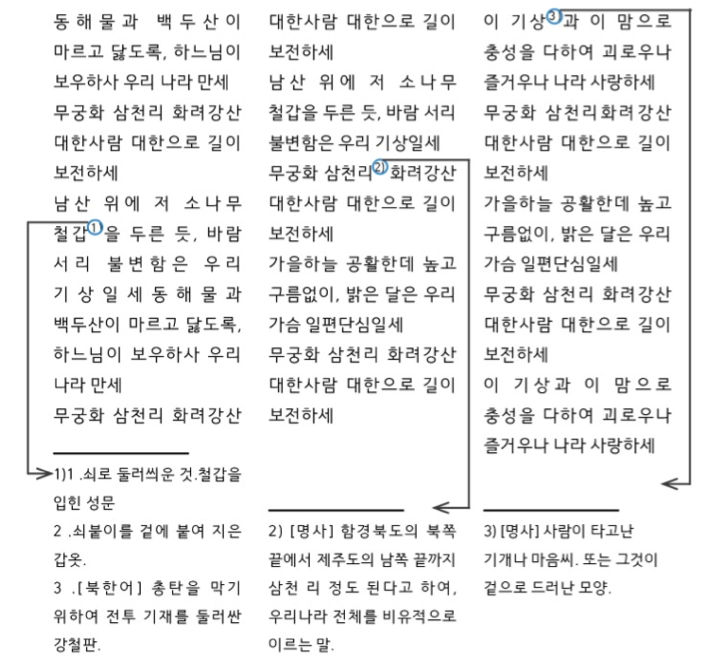 동해물과 백두산이
마르고 닳도록, 하느님이
보우하사 우리 나라 만세
무궁화 삼천리 화려강산
대한사람 대한으로 길이
보전하세
남산 위에 저 소나무
철갑1)을 두른 듯, 바람
서리 불변함은 우리
기상일세동해물과
백두산이 마르고 닳도록,
하느님이 보우하사 우리
나라 만세
무궁화 삼천리 화려강산
1)1 .쇠로 둘러씌운 것.철갑을
입힌 성문
2 .쇠붙이를 겉에 붙여 지은
갑옷.
3 .[북한어] 총탄을 막기
위하여 전투 기재를 둘러싼
강철판.
대한사람 대한으로 길이
보전하세
남산 위에 저 소나무
철갑을 두른 듯, 바람 서리
불변함은 우리 기상일세
무궁화 삼천리2) 화려강산
대한사람 대한으로 길이
보전하세
가을하늘 공활한데 높고
구름없이, 밝은 달은 우리
가슴 일편단심일세
무궁화 삼천리 화려강산
대한사람 대한으로 길이
보전하세
2) [명사] 함경북도의 북쪽
끝에서 제주도의 남쪽 끝까지
삼천 리 정도 된다고 하여,
우리나라 전체를 비유적으로
이르는 말.
이 기상3)과 이 맘으로
충성을 다하여 괴로우나
즐거우나 나라 사랑하세
무궁화 삼천리화려강산
대한사람 대한으로 길이
보전하세
가을하늘 공활한데 높고
구름없이, 밝은 달은 우리
가슴 일편단심일세
무궁화 삼천리 화려강산
대한사람 대한으로 길이
보전하세
이 기상과 이 맘으로
충성을 다하여 괴로우나
즐거우나 나라 사랑하세
3) [명사] 사람이 타고난
기개나 마음씨. 또는 그것이
겉으로 드러난 모양.